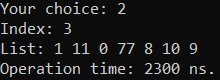 Your choice: 2
Index: 3
List: 1 11 0 77 8 10 9
Operation time: 2300 ns.